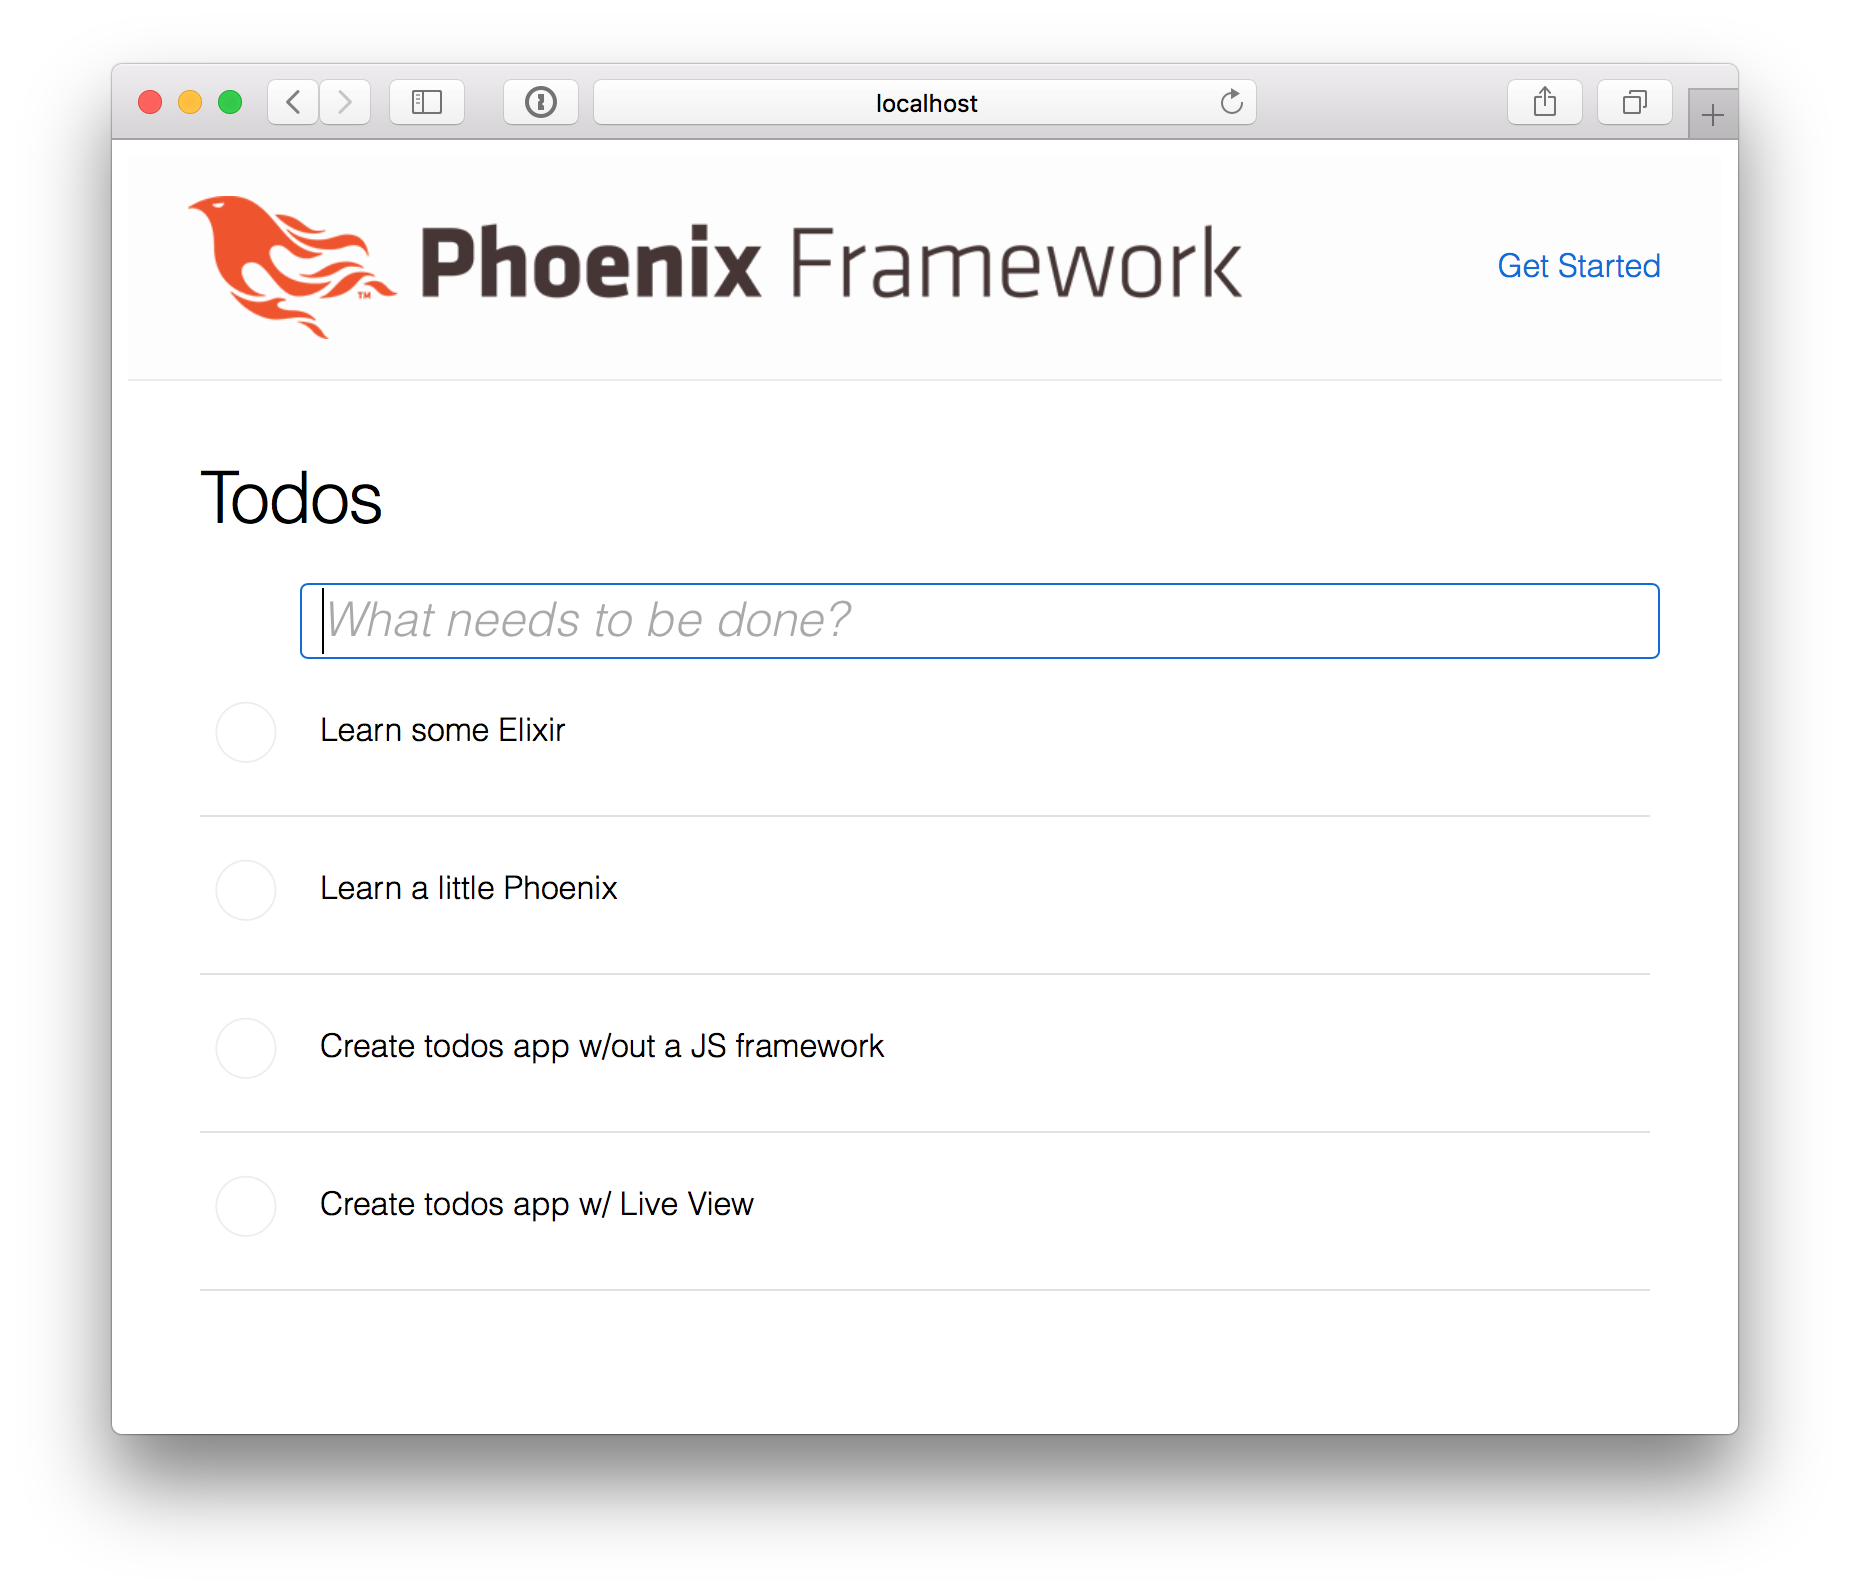 localhost
Phoenix Framework
TM
Get Started
Todos
What needs to be done?
Learn some Elixir
Learn a little Phoenix
Create todos app w/out a JS framework
Create todos app w/ Live View